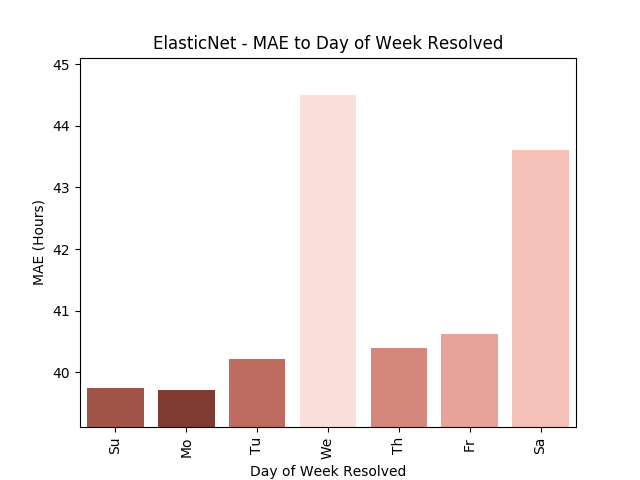 ElasticNet - MAE to Day of Week Resolved
45
44
43
42
41
40
MAE (Hours)
Su
Mo
Tu
We
Th
Fr
Sa
Day of Week Resolved